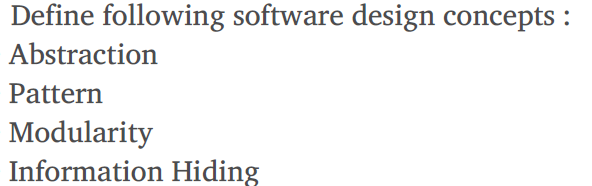 Define following software design concepts :
Abstraction
Pattern
Modularity
Information Hiding